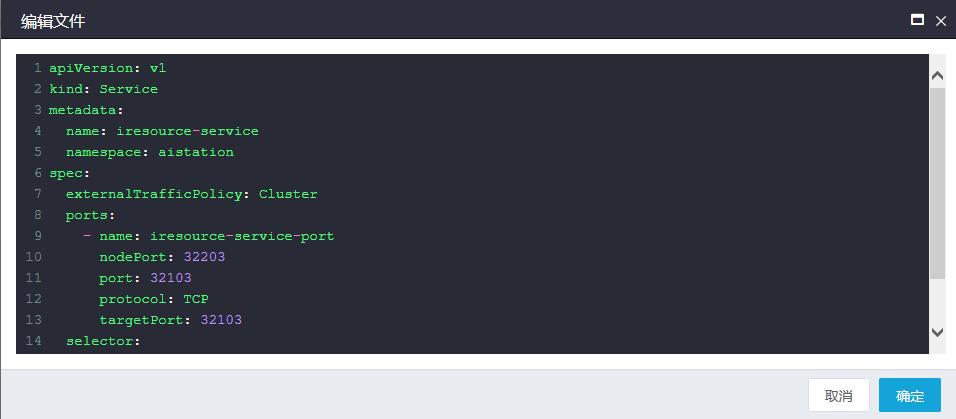 编辑文件
1 apiVersion: v1
2 kind: Service
3 metadata:
4   name: iresource-service
5   namespace: aistation
6 spec:
7   externalTrafficPolicy: Cluster
8   ports:
9     - name: iresource-service-port
10       nodePort: 32203
11       port: 32103
12       protocol: TCP
13       targetPort: 32103
14   selector:
取消 确定